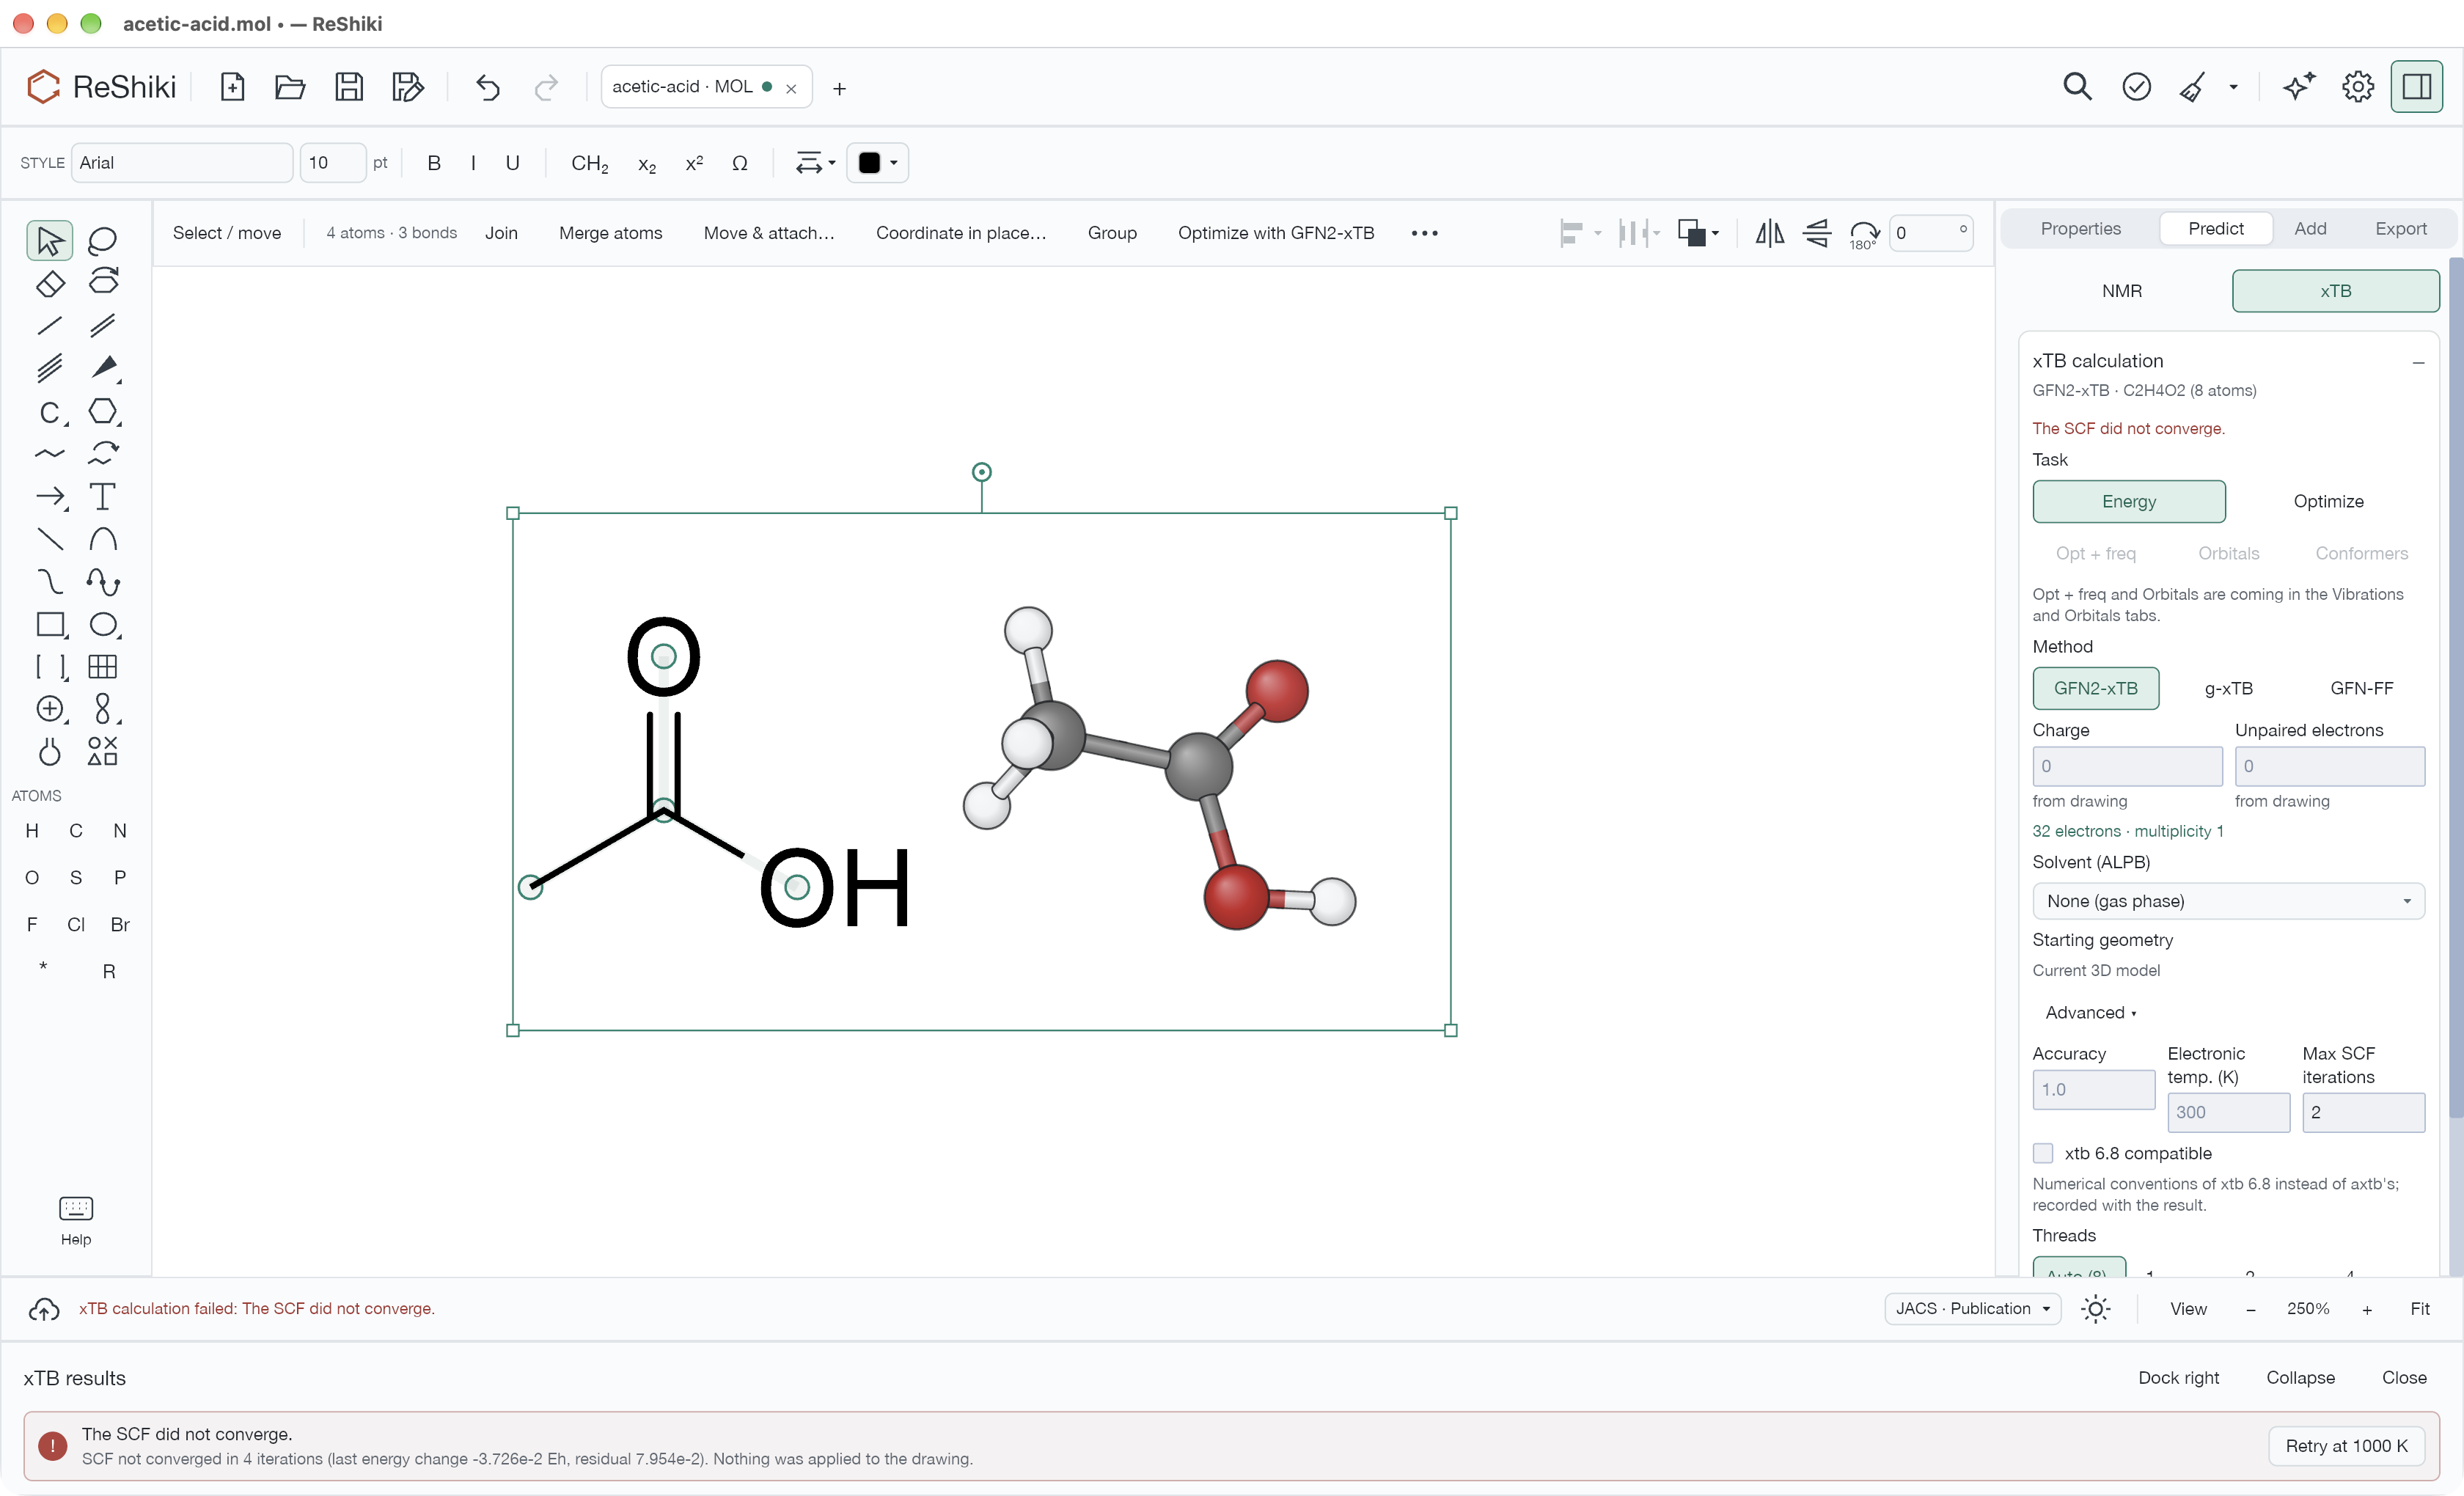 acetic-acid.mol • — ReShiki
ReShiki
acetic-acid · MOL
STYLE Arial 10 pt B I U CH₂ x₂ x² Ω
Select / move 4 atoms · 3 bonds Join Merge atoms Move & attach... Coordinate in place... Group Optimize with GFN2-xTB 180° 0 °
Properties Predict Add Export
NMR xTB
xTB calculation
GFN2-xTB · C2H4O2 (8 atoms)
The SCF did not converge.
Task
Energy Optimize
Opt + freq Orbitals Conformers
Opt + freq and Orbitals are coming in the Vibrations
and Orbitals tabs.
Method
GFN2-xTB g-xTB GFN-FF
Charge Unpaired electrons
0 0
from drawing from drawing
32 electrons · multiplicity 1
Solvent (ALPB)
None (gas phase)
Starting geometry
Current 3D model
Advanced
Accuracy Electronic temp. (K) Max SCF iterations
1.0 300 2
xtb 6.8 compatible
Numerical conventions of xtb 6.8 instead of axtb's;
recorded with the result.
Threads
Auto (8) 1 2 4
C
T
ATOMS
H C N
O S P
F Cl Br
* R
Help
O
OH
xTB calculation failed: The SCF did not converge.
JACS · Publication View − 250% + Fit
xTB results Dock right Collapse Close
The SCF did not converge.
SCF not converged in 4 iterations (last energy change -3.726e-2 Eh, residual 7.954e-2). Nothing was applied to the drawing.
Retry at 1000 K